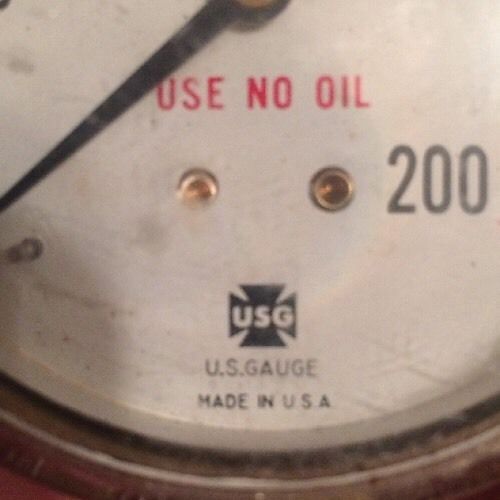 USE NO OIL
200
USG
U.S.GAUGE
MADE IN U.S.A